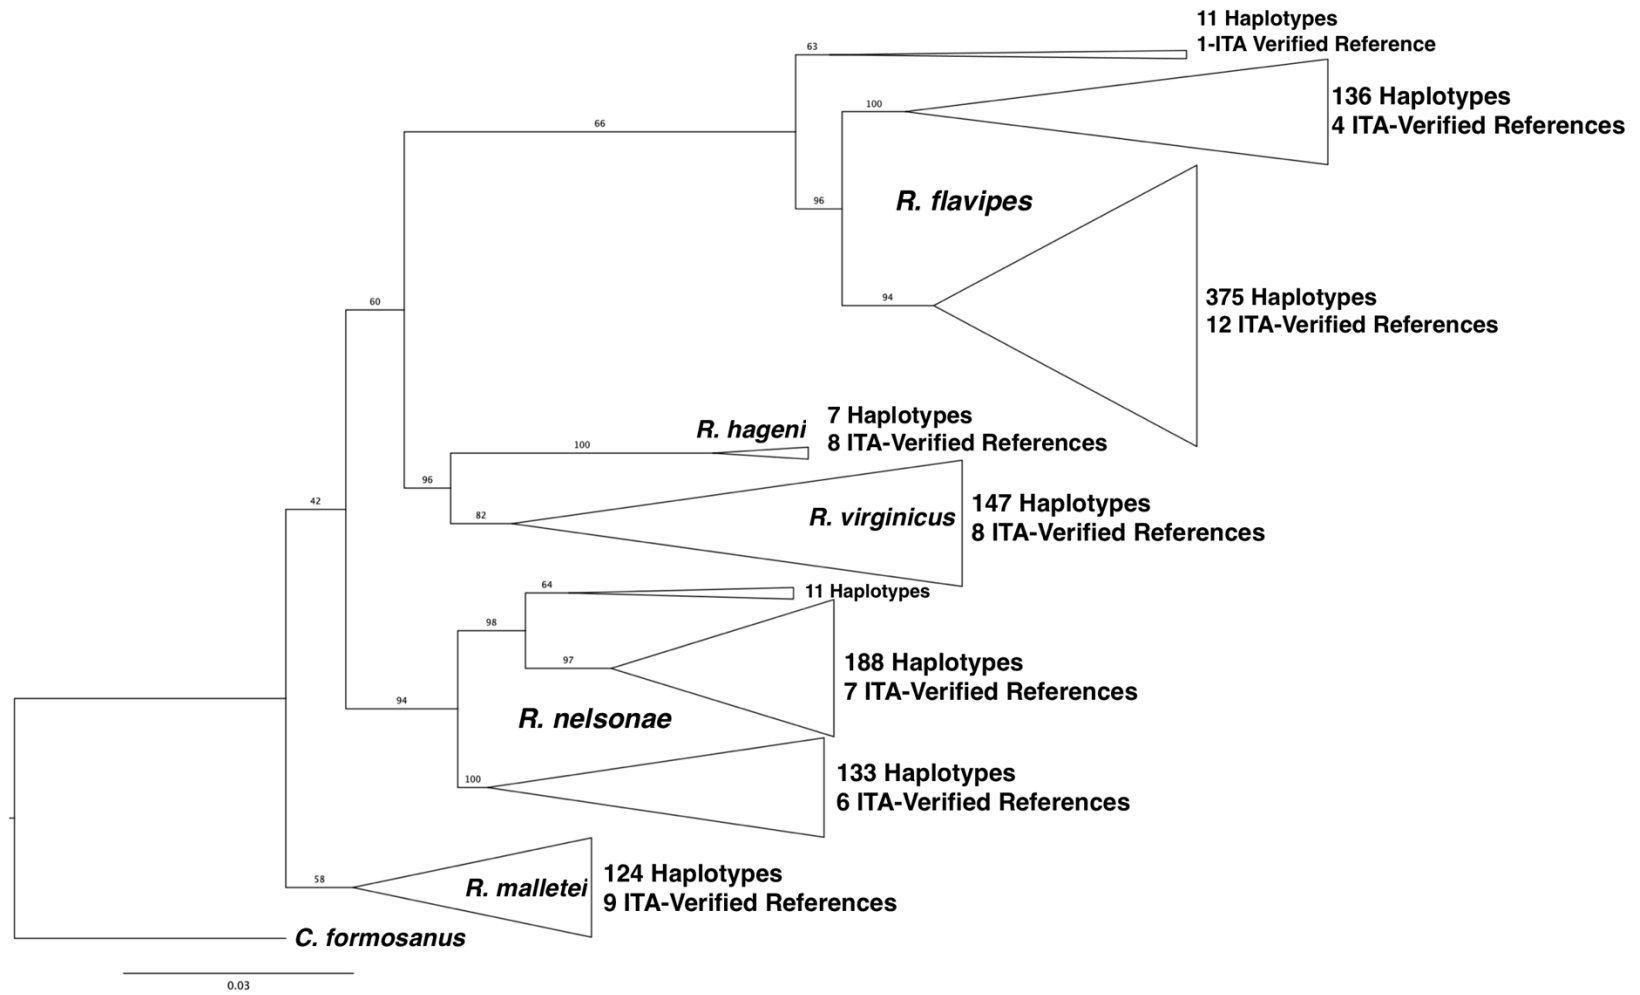 11 Haplotypes
1-ITA Verified Reference
63
136 Haplotypes
4 ITA-Verified References
100
66
R. flavipes
96
375 Haplotypes
12 ITA-Verified References
94
60
7 Haplotypes
8 ITA-Verified References
R. hageni
100
96
147 Haplotypes
8 ITA-Verified References
R. virginicus
82
42
64
11 Haplotypes
98
188 Haplotypes
7 ITA-Verified References
97
94
R. nelsonae
133 Haplotypes
6 ITA-Verified References
100
124 Haplotypes
9 ITA-Verified References
R. malletei
58
C. formosanus
0.03